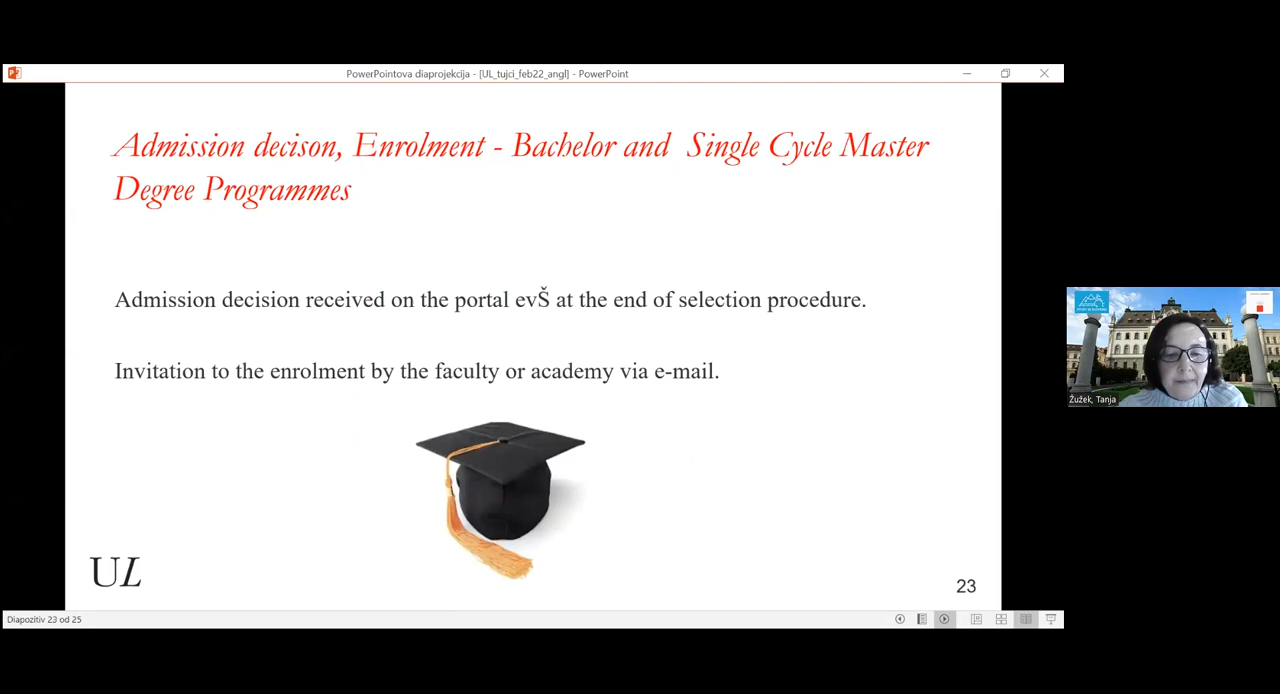 PowerPointova diaprojekcija - [UL_tujci_feb22_angl] - PowerPoint
Admission decison, Enrolment - Bachelor and Single Cycle Master
Degree Programmes
Admission decision received on the portal evŠ at the end of selection procedure.
Invitation to the enrolment by the faculty or academy via e-mail.
UL
23
Diapozitiv 23 od 25
Žužek, Tanja